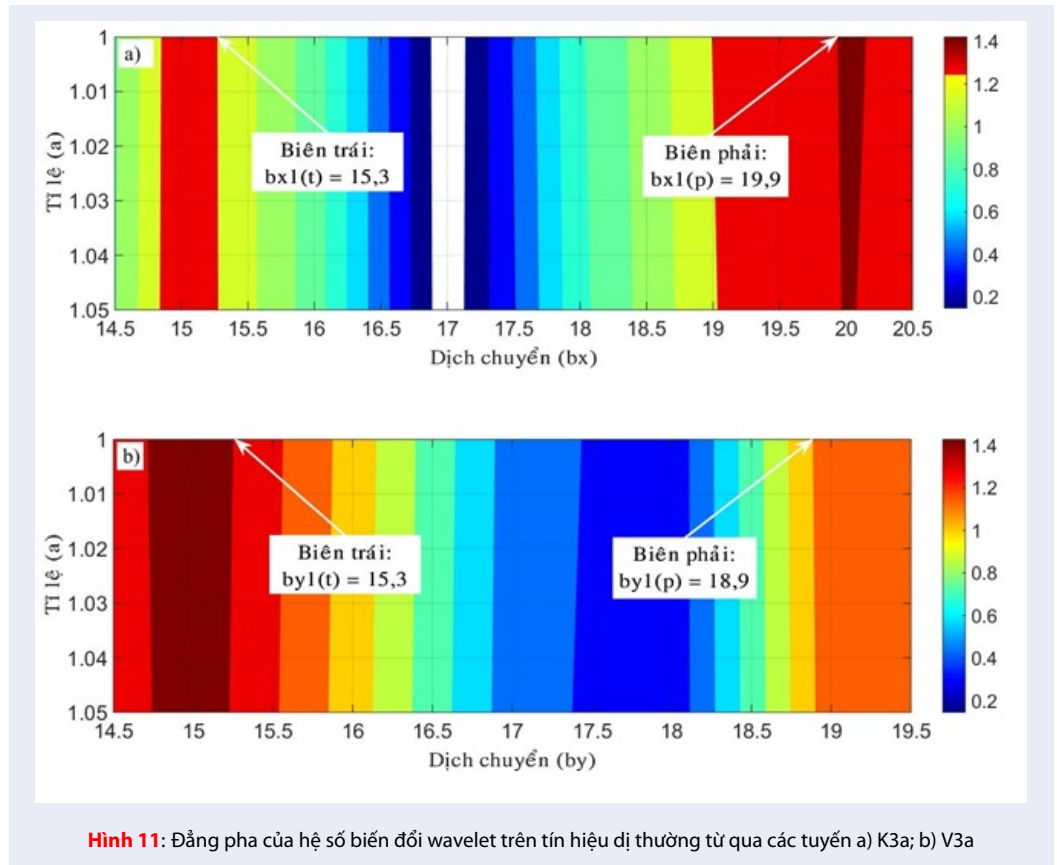 a)
1
1.01
1.02
1.03
1.04
1.05
Tỉ lệ (a)
Biên trái:
bx1(t) = 15,3
Biên phải:
bx1(p) = 19,9
14.5 15 15.5 16 16.5 17 17.5 18 18.5 19 19.5 20 20.5
Dịch chuyển (bx)
1.4
1.2
1
0.8
0.6
0.4
0.2
b)
1
1.01
1.02
1.03
1.04
1.05
Tỉ lệ (a)
Biên trái:
by1(t) = 15,3
Biên phải:
by1(p) = 18,9
14.5 15 15.5 16 16.5 17 17.5 18 18.5 19 19.5
Dịch chuyển (by)
1.4
1.2
1
0.8
0.6
0.4
0.2
Hình 11: Đẳng pha của hệ số biến đổi wavelet trên tín hiệu dị thường từ qua các tuyến a) K3a; b) V3a